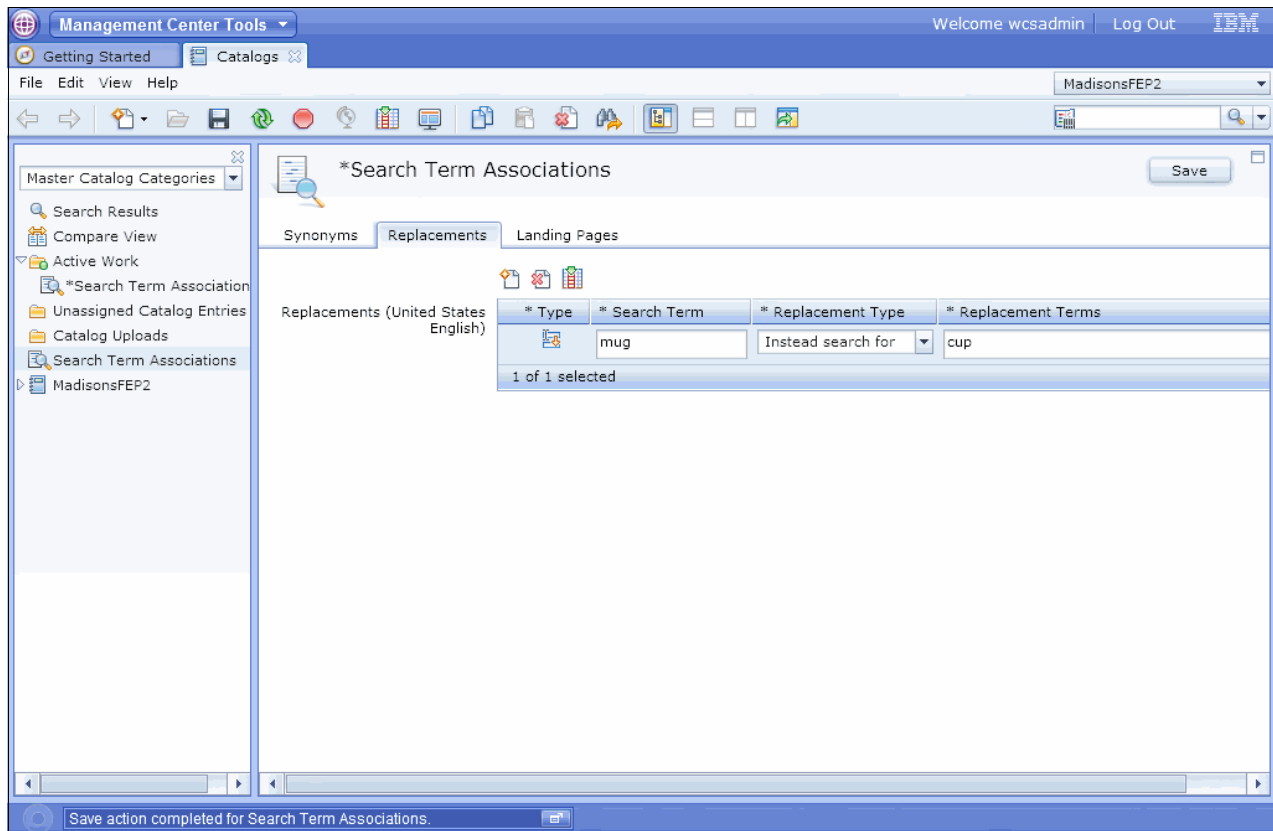 Management Center Tools
Welcome wcsadmin
Log Out
IBM
Getting Started
Catalogs
File Edit View Help
MadisonsFEP2
Master Catalog Categories
Search Results
Compare View
Active Work
*Search Term Association
Unassigned Catalog Entries
Catalog Uploads
Search Term Associations
MadisonsFEP2
*Search Term Associations
Save
Synonyms
Replacements
Landing Pages
Replacements (United States
English)
* Type
* Search Term
* Replacement Type
* Replacement Terms
mug
Instead search for
cup
1 of 1 selected
Save action completed for Search Term Associations.